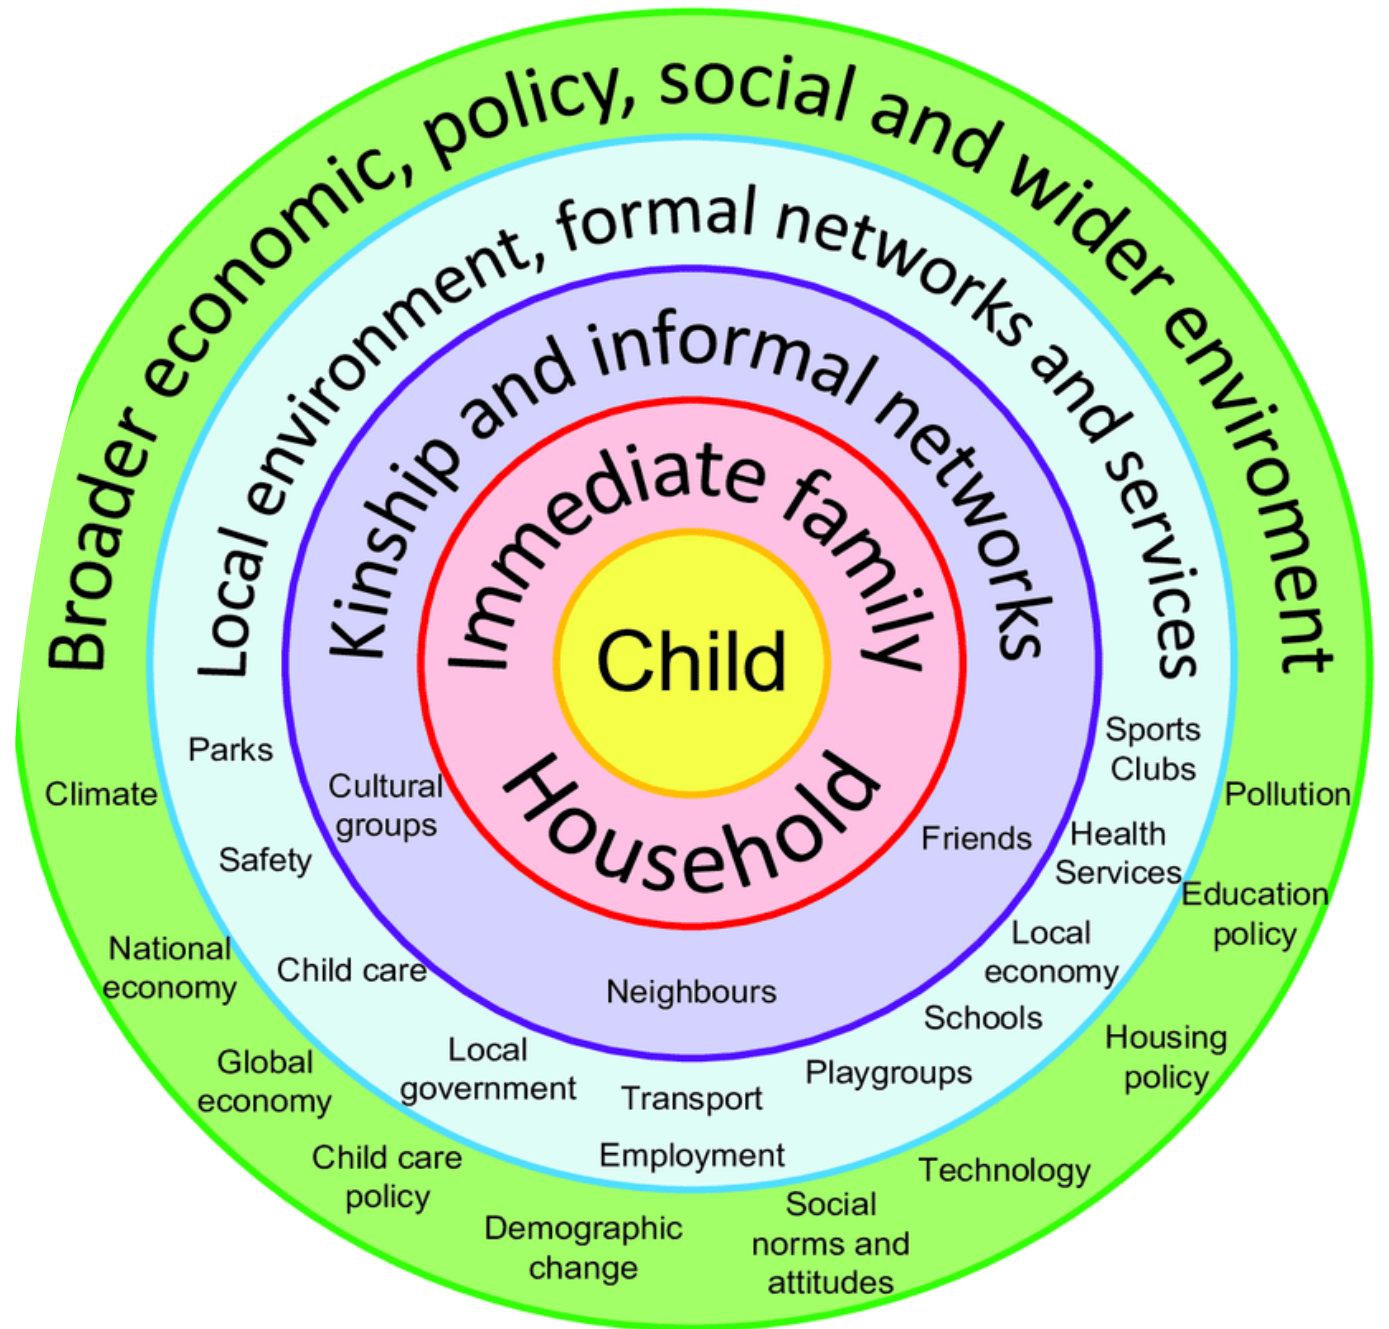 Broader economic, policy, social and wider enviroment
Local environment, formal networks and services
Kinship and informal networks
Immediate family
Child
Household
Parks
Sports
Clubs
Climate
Cultural
groups
Pollution
Safety
Friends
Health
Services
Education
policy
National
economy
Child care
Neighbours
Local
economy
Schools
Global
economy
Local
government
Transport
Playgroups
Housing
policy
Child care
policy
Employment
Technology
Demographic
change
Social
norms and
attitudes